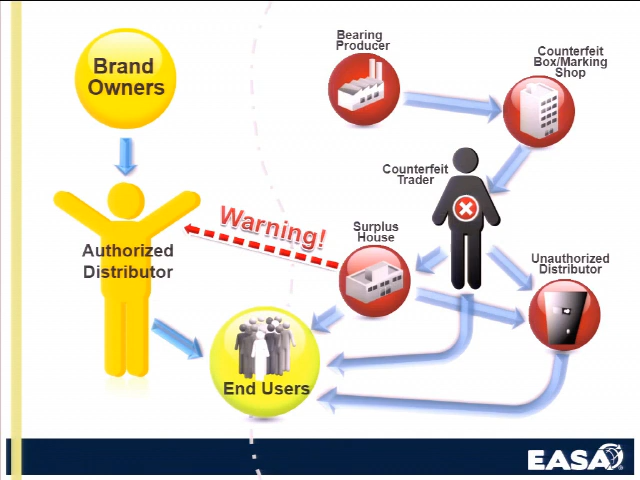 Brand
Owners
Bearing
Producer
Counterfeit
Box/Marking
Shop
Counterfeit
Trader
Warning!
Surplus
House
Authorized
Distributor
Unauthorized
Distributor
End Users
EASA